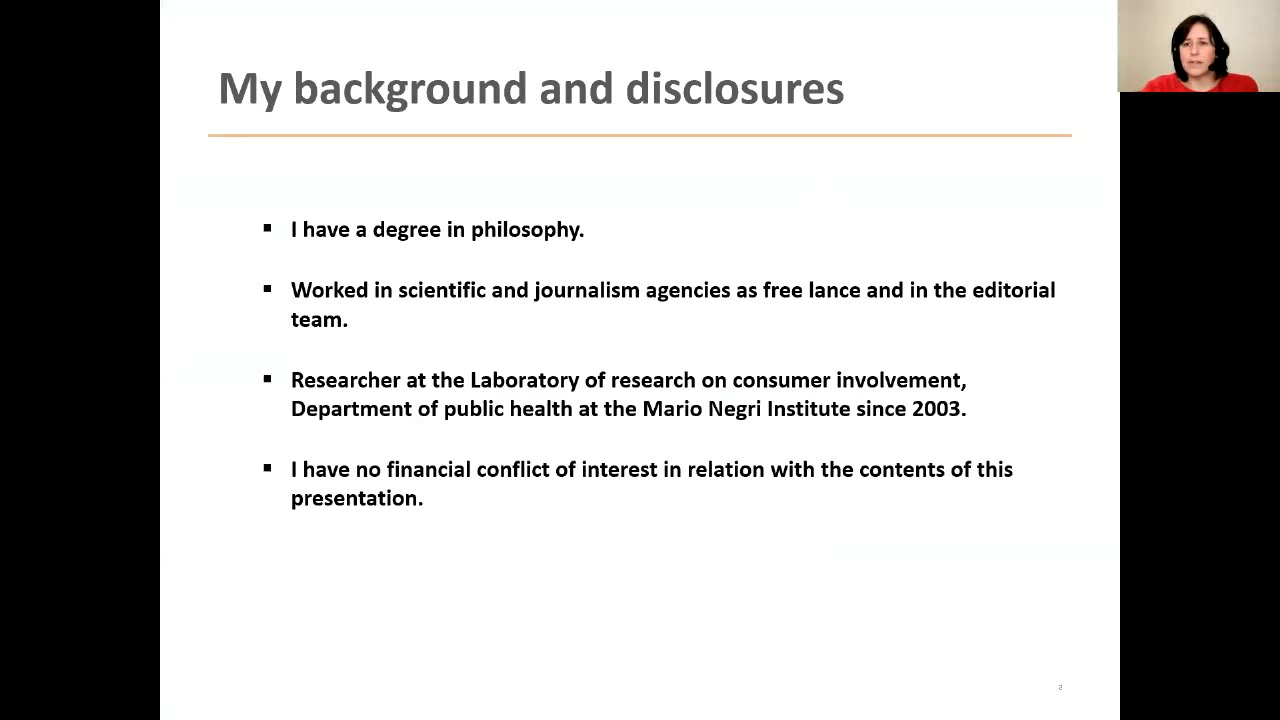 My background and disclosures
▪ I have a degree in philosophy.
▪ Worked in scientific and journalism agencies as free lance and in the editorial
team.
▪ Researcher at the Laboratory of research on consumer involvement,
Department of public health at the Mario Negri Institute since 2003.
▪ I have no financial conflict of interest in relation with the contents of this
presentation.
2